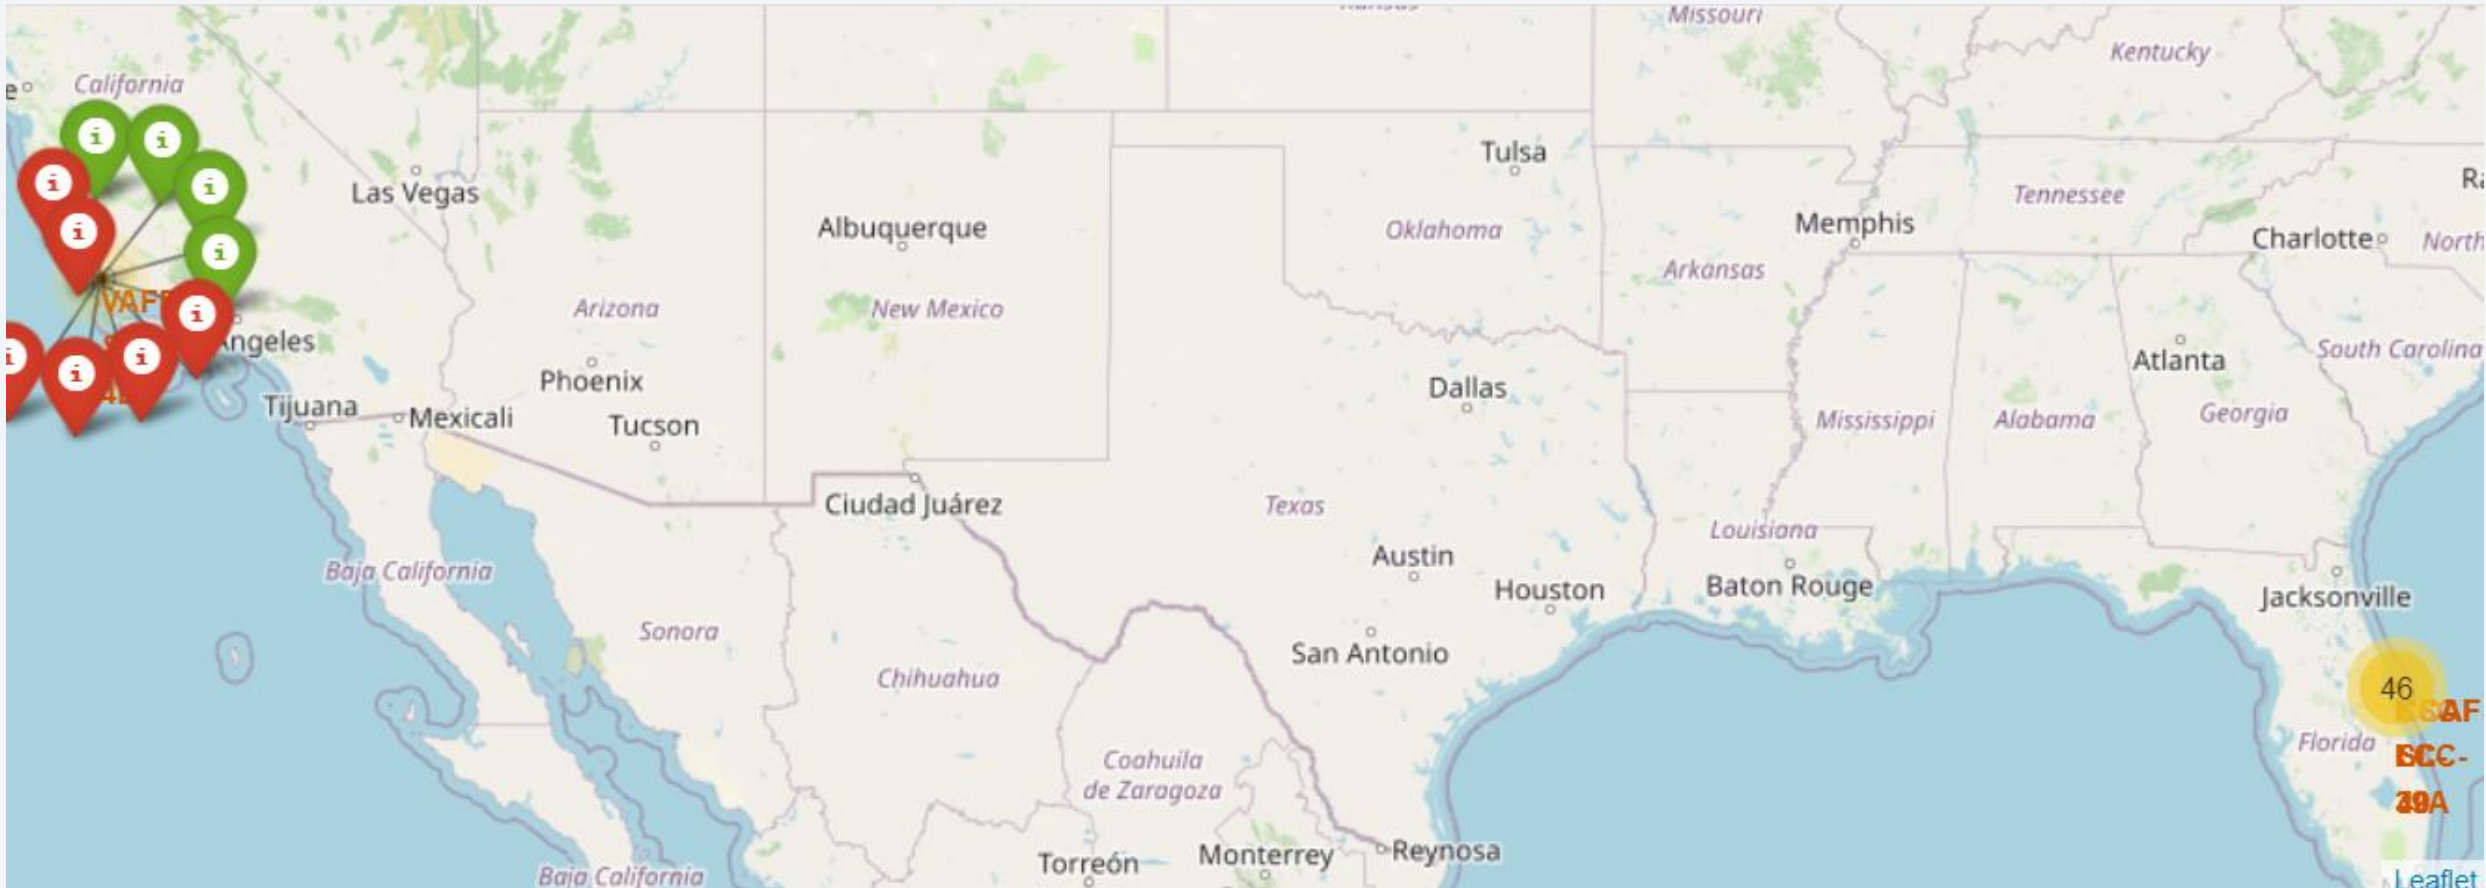 Missouri
Kentucky
California
Tulsa
Las Vegas
Tennessee
Albuquerque
Oklahoma
Memphis
Charlotte
North
Arkansas
Arizona
New Mexico
Angeles
South Carolina
Atlanta
Phoenix
Dallas
Tijuana
Mexicali
Tucson
Mississippi
Alabama
Georgia
Ciudad Juárez
Texas
Louisiana
Austin
Baja California
Houston
Baton Rouge
Jacksonville
Sonora
San Antonio
Chihuahua
46
Florida
Coahuila
de Zaragoza
Torreón
Monterrey
Reynosa
Baja California
Leaflet